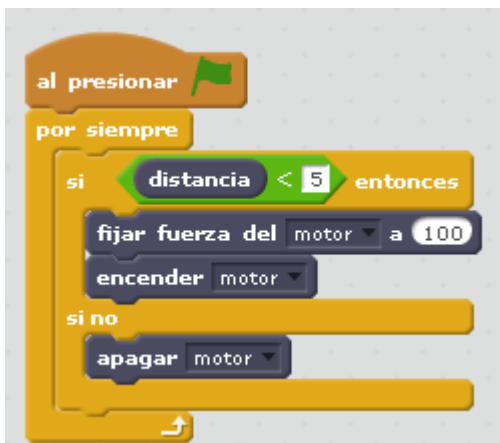 al presionar
por siempre
si distancia < 5 entonces
fijar fuerza del motor a 100
encender motor
si no
apagar motor